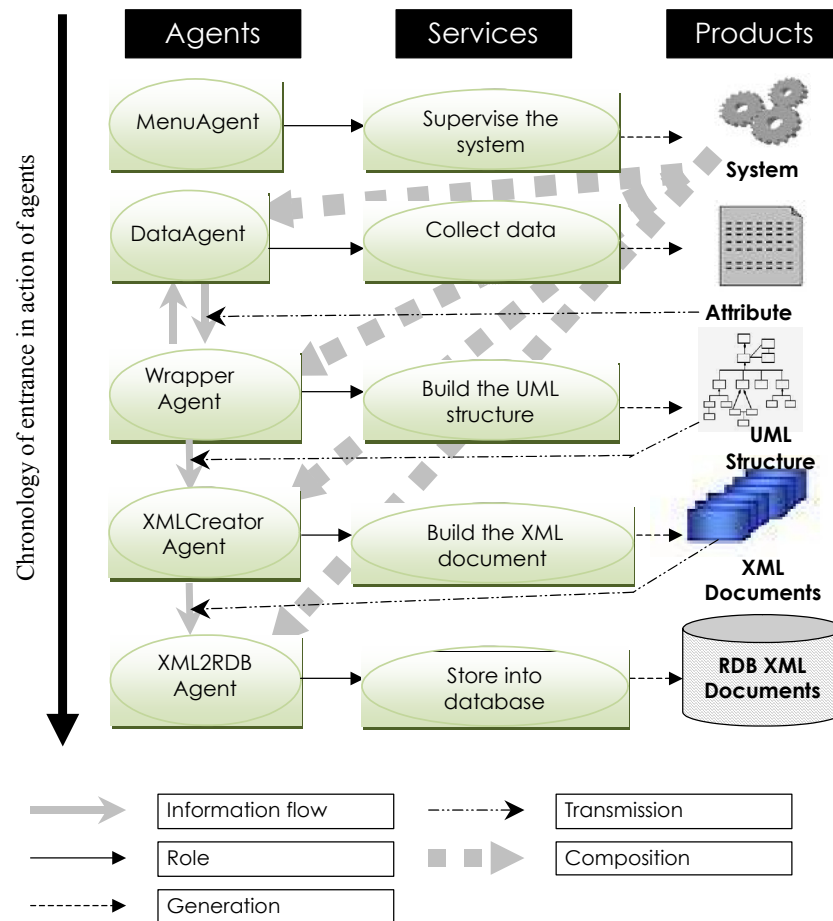 Agents
Services
Products
Chronology of entrance in action of agents
MenuAgent
Supervise the
system
System
DataAgent
Collect data
Attribute
Wrapper
Agent
Build the UML
structure
UML
Structure
XMLCreator
Agent
Build the XML
document
XML
Documents
XML2RDB
Agent
Store into
database
RDB XML
Documents
Information flow
Transmission
Role
Composition
Generation